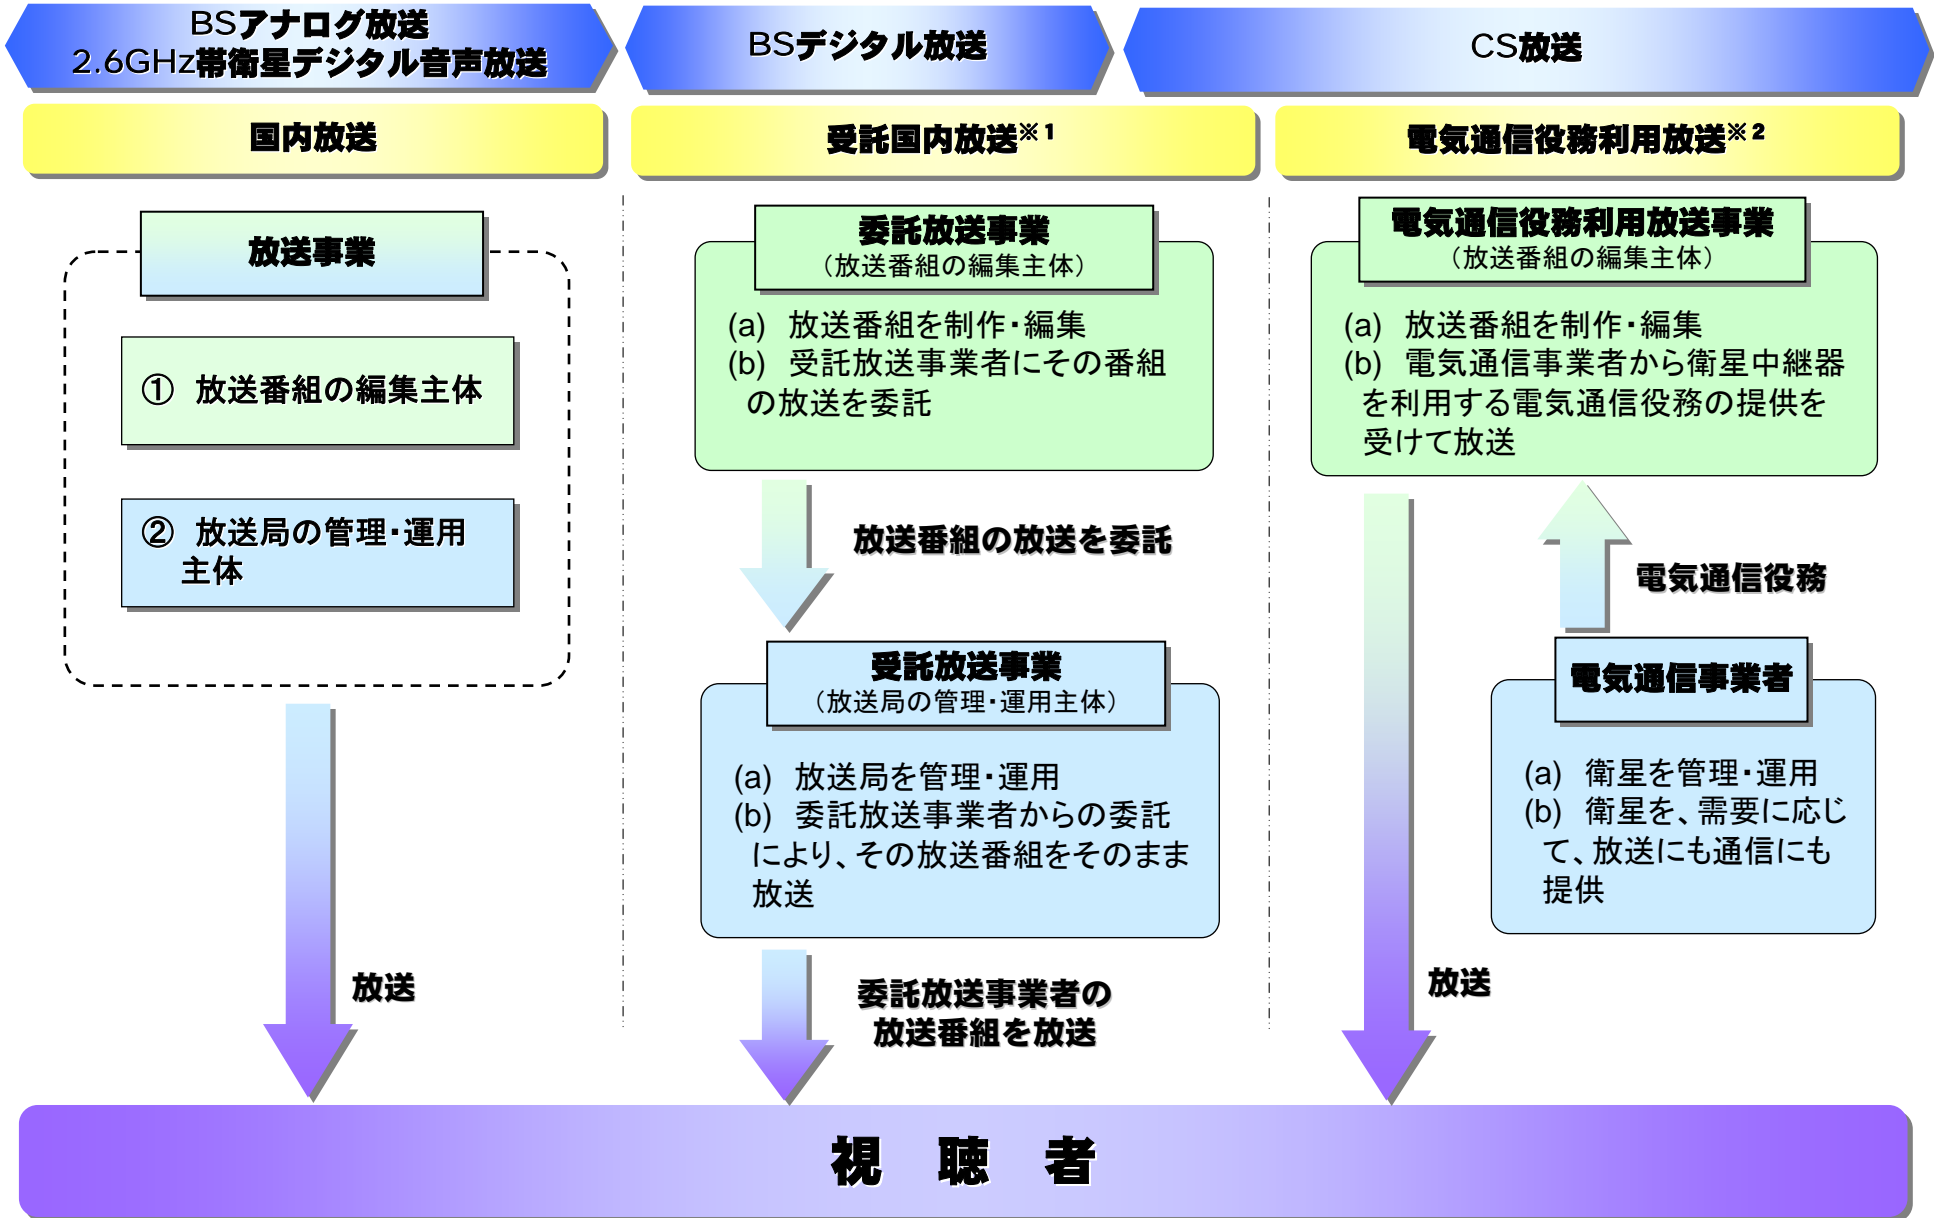 BSアナログ放送
2.6GHz帯衛星デジタル音声放送
BSデジタル放送
CS放送
国内放送
受託国内放送※1
電気通信役務利用放送※2
放送事業
① 放送番組の編集主体
② 放送局の管理・運用
主体
放送
委託放送事業
（放送番組の編集主体）
(a) 放送番組を制作・編集
(b) 受託放送事業者にその番組
の放送を委託
放送番組の放送を委託
受託放送事業
（放送局の管理・運用主体）
(a) 放送局を管理・運用
(b) 委託放送事業者からの委託
により、その放送番組をそのまま
放送
委託放送事業者の
放送番組を放送
電気通信役務利用放送事業
（放送番組の編集主体）
(a) 放送番組を制作・編集
(b) 電気通信事業者から衛星中継器
を利用する電気通信役務の提供を
受けて放送
電気通信役務
電気通信事業者
(a) 衛星を管理・運用
(b) 衛星を、需要に応じ
て、放送にも通信にも
提供
放送
視 聴 者